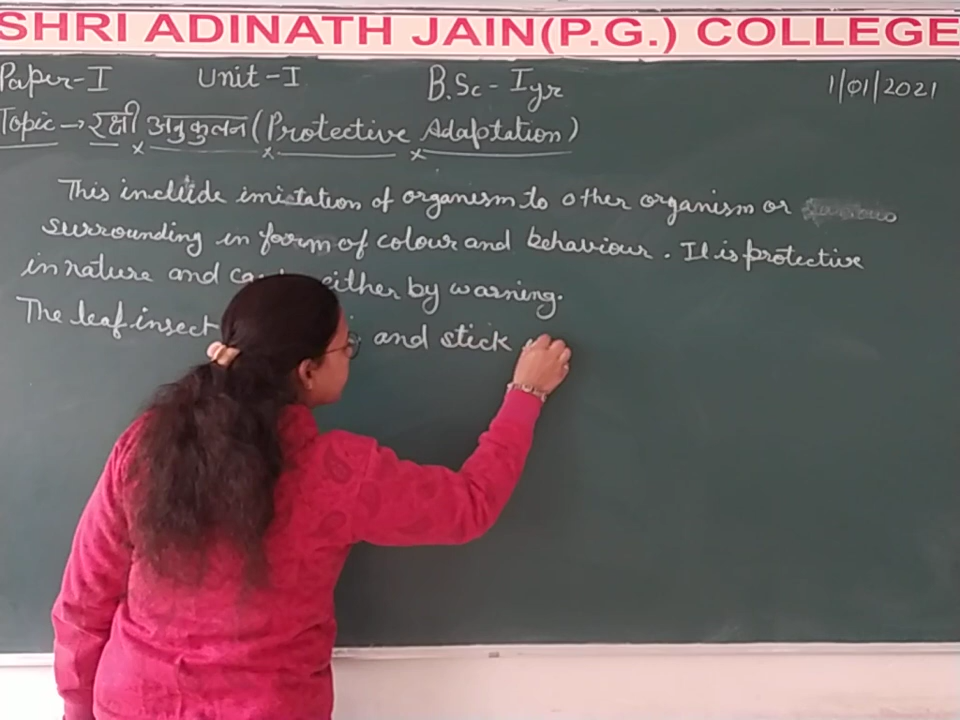 SHRI ADINATH JAIN(P.G.) COLLEGE
Paper-I Unit-I B.Sc-Iyr 1/01/2021
Topic → रक्षी अनुकुलन (Protective Adaptation)
This include imitation of organism to other organism or
surrounding in form of colour and behaviour. It is protective
in nature and either by warning.
The leaf insect and stick